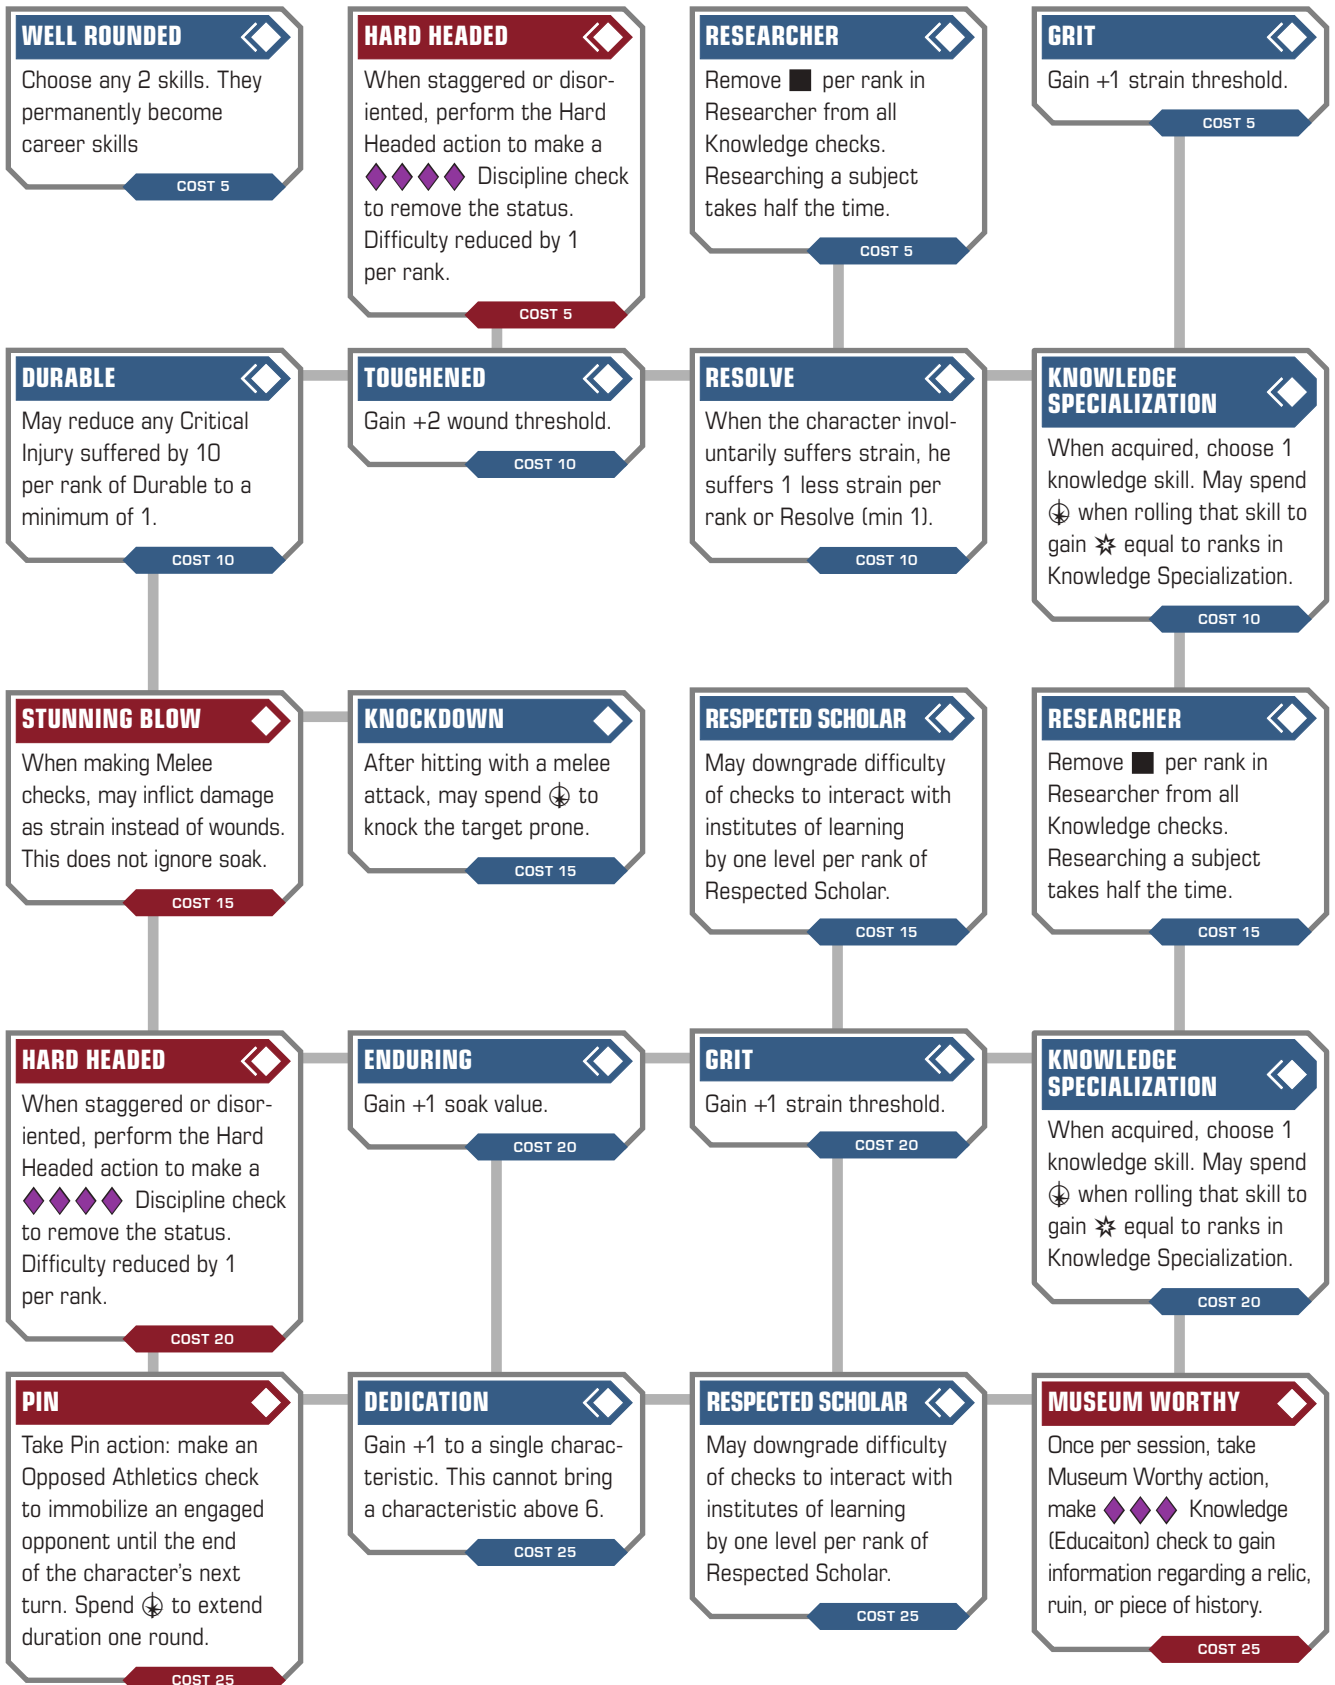 WELL ROUNDED
Choose any 2 skills. They
permanently become
career skills
COST 5
HARD HEADED
When staggered or disor-
iented, perform the Hard
Headed action to make a
Discipline check
to remove the status.
Difficulty reduced by 1
per rank.
COST 5
RESEARCHER
Remove per rank in
Researcher from all
Knowledge checks.
Researching a subject
takes half the time.
COST 5
GRIT
Gain +1 strain threshold.
COST 5
DURABLE
May reduce any Critical
Injury suffered by 10
per rank of Durable to a
minimum of 1.
COST 10
TOUGHENED
Gain +2 wound threshold.
COST 10
RESOLVE
When the character invol-
untarily suffers strain, he
suffers 1 less strain per
rank or Resolve (min 1).
COST 10
KNOWLEDGE
SPECIALIZATION
When acquired, choose 1
knowledge skill. May spend
when rolling that skill to
gain equal to ranks in
Knowledge Specialization.
COST 10
STUNNING BLOW
When making Melee
checks, may inflict damage
as strain instead of wounds.
This does not ignore soak.
COST 15
KNOCKDOWN
After hitting with a melee
attack, may spend to
knock the target prone.
COST 15
RESPECTED SCHOLAR
May downgrade difficulty
of checks to interact with
institutes of learning
by one level per rank of
Respected Scholar.
COST 15
RESEARCHER
Remove per rank in
Researcher from all
Knowledge checks.
Researching a subject
takes half the time.
COST 15
HARD HEADED
When staggered or disor-
iented, perform the Hard
Headed action to make a
Discipline check
to remove the status.
Difficulty reduced by 1
per rank.
COST 20
ENDURING
Gain +1 soak value.
COST 20
GRIT
Gain +1 strain threshold.
COST 20
KNOWLEDGE
SPECIALIZATION
When acquired, choose 1
knowledge skill. May spend
when rolling that skill to
gain equal to ranks in
Knowledge Specialization.
COST 20
PIN
Take Pin action: make an
Opposed Athletics check
to immobilize an engaged
opponent until the end
of the character's next
turn. Spend to extend
duration one round.
COST 25
DEDICATION
Gain +1 to a single charac-
teristic. This cannot bring
a characteristic above 6.
COST 25
RESPECTED SCHOLAR
May downgrade difficulty
of checks to interact with
institutes of learning
by one level per rank of
Respected Scholar.
COST 25
MUSEUM WORTHY
Once per session, take
Museum Worthy action,
make Knowledge
(Educaiton) check to gain
information regarding a relic,
ruin, or piece of history.
COST 25